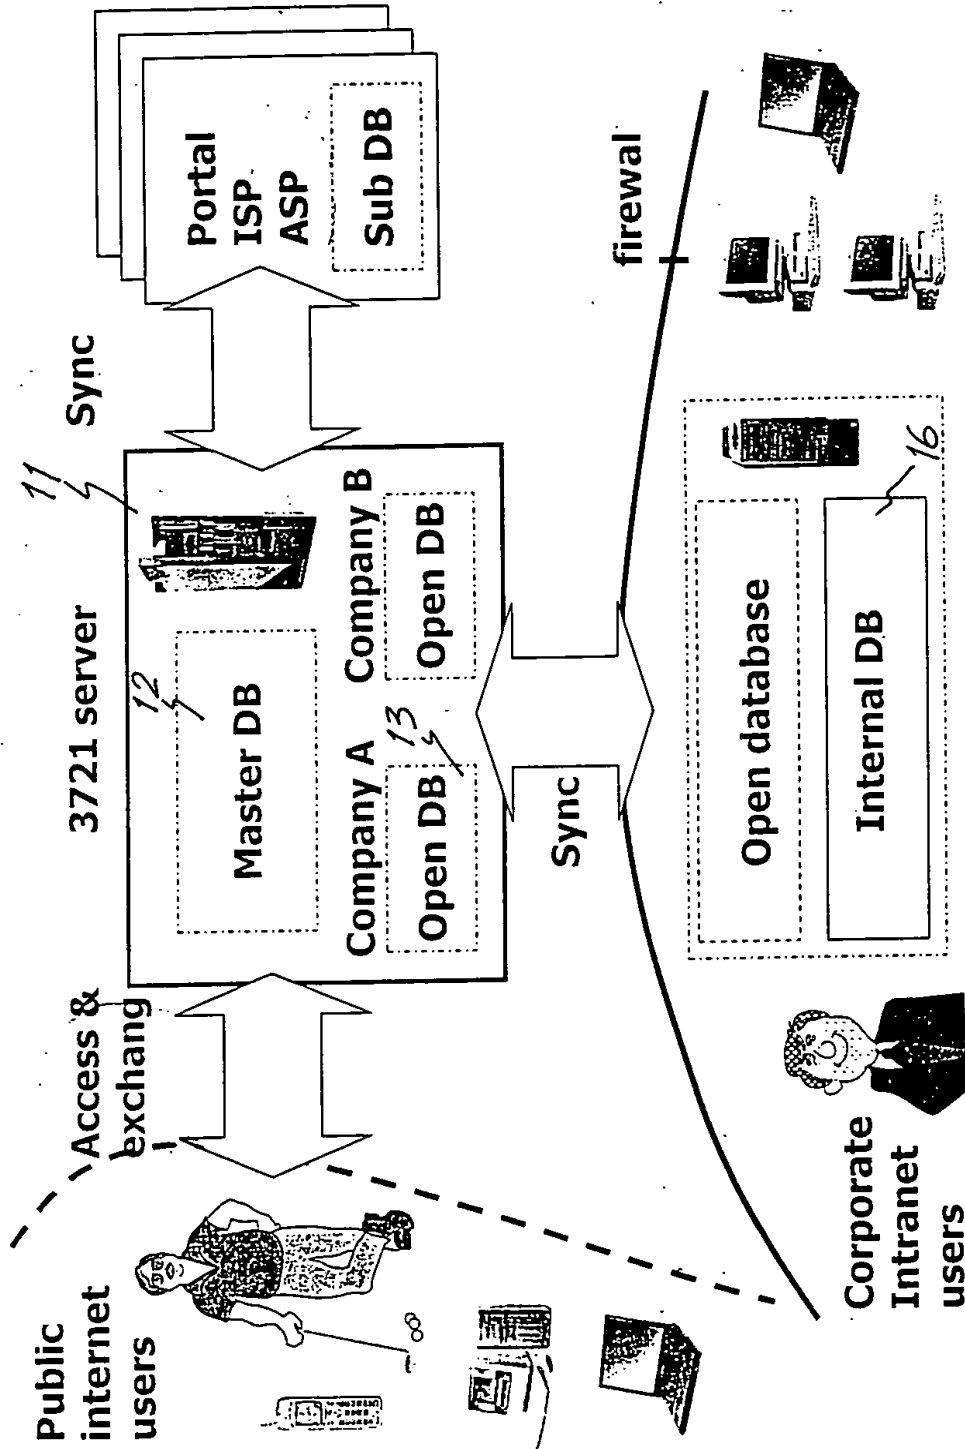 Public
internet
users
Access &
exchang
3721 server
11
Sync
12
Master DB
Company A
Company B
13
Open DB
Open DB
Portal
ISP
ASP
Sub DB
Sync
firewal
Open database
Internal DB
16
Corporate
Intranet
users